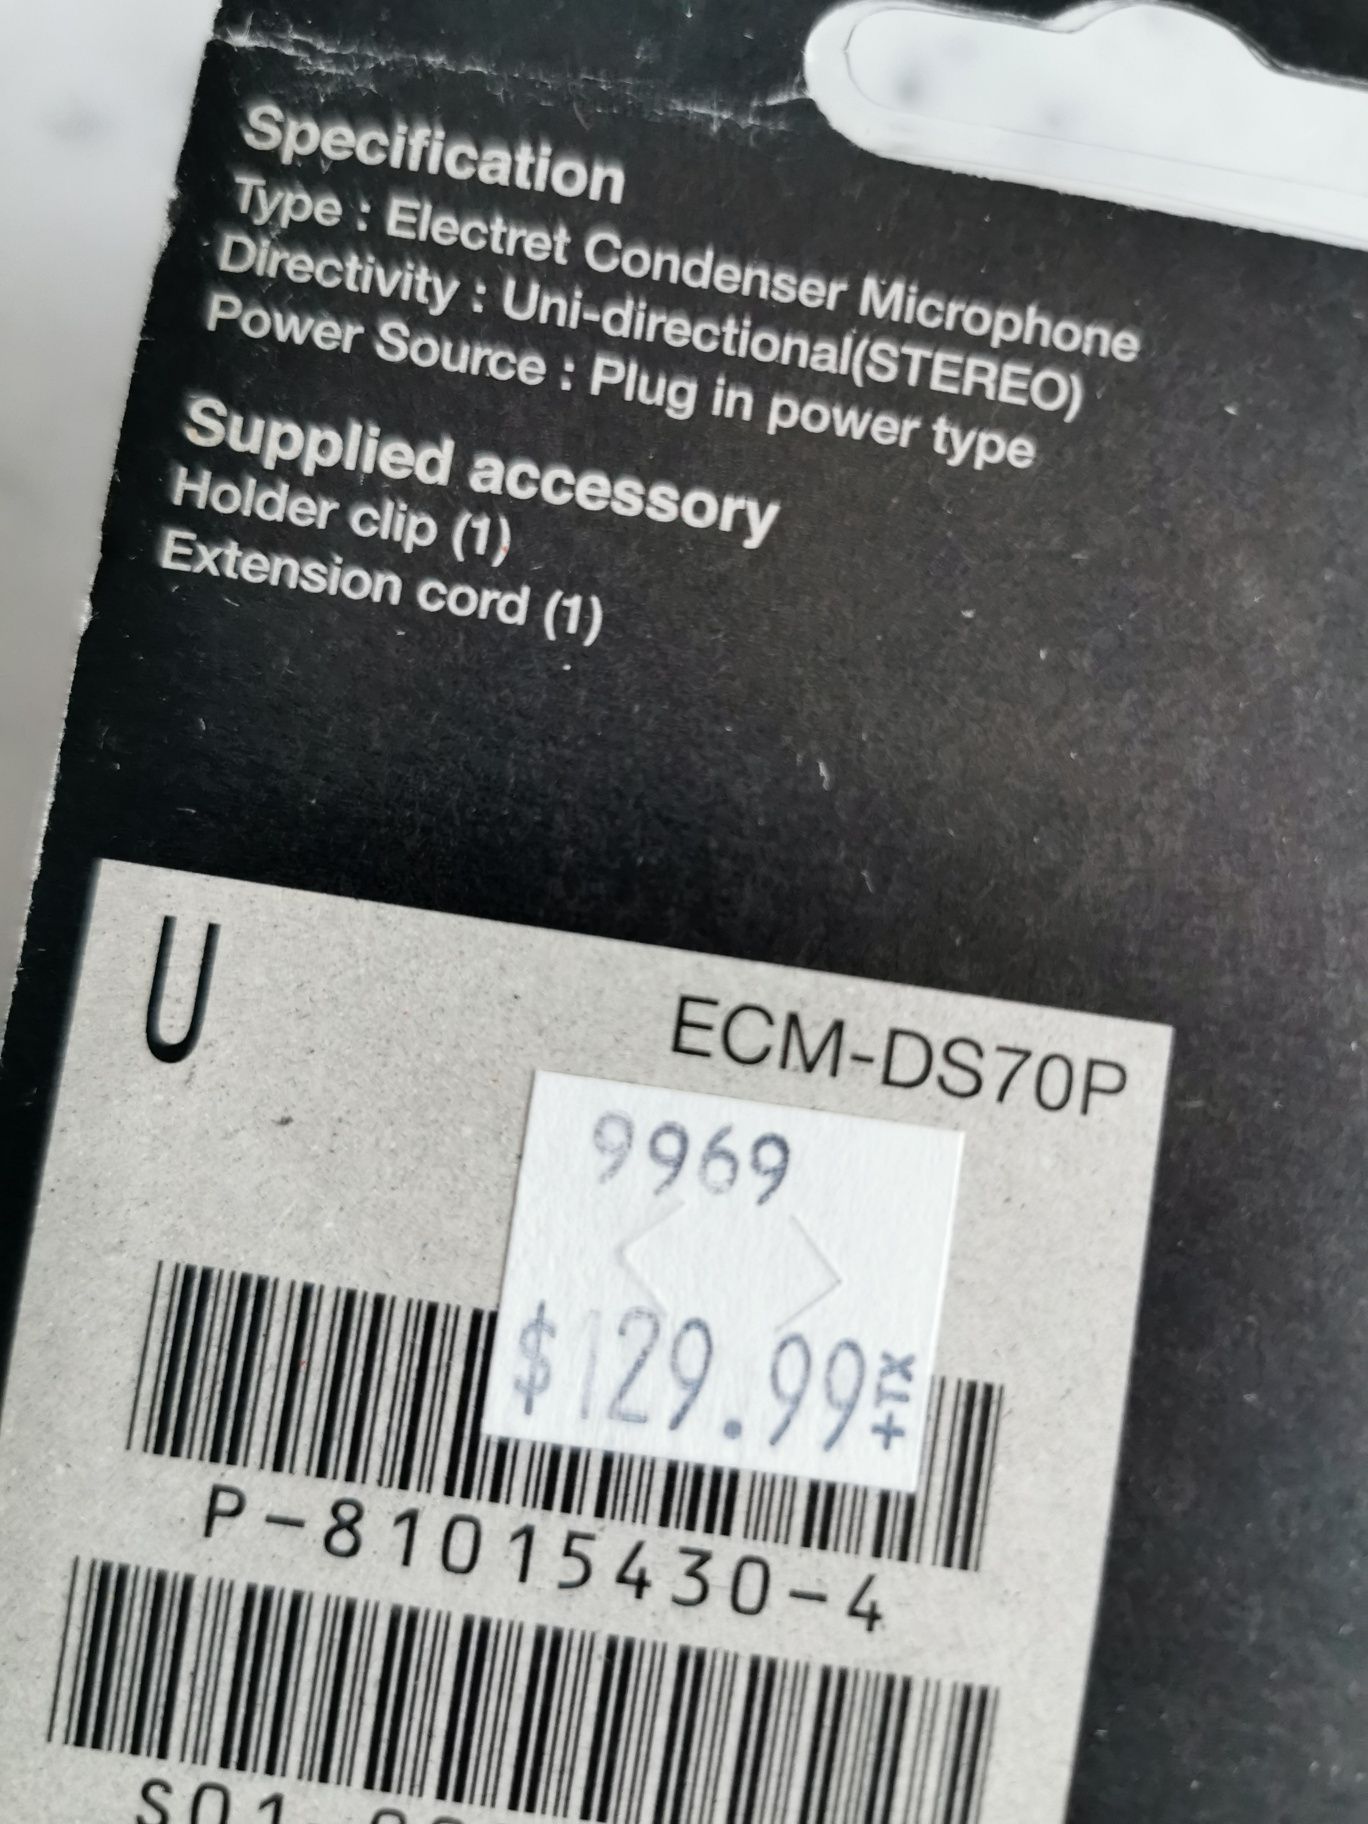 Specification
Type : Electret Condenser Microphone
Directivity : Uni-directional(STEREO)
Power Source : Plug in power type
Supplied accessory
Holder clip (1)
Extension cord (1)
U
ECM-DS70P
9969
$129.99+TX
P-81015430-4